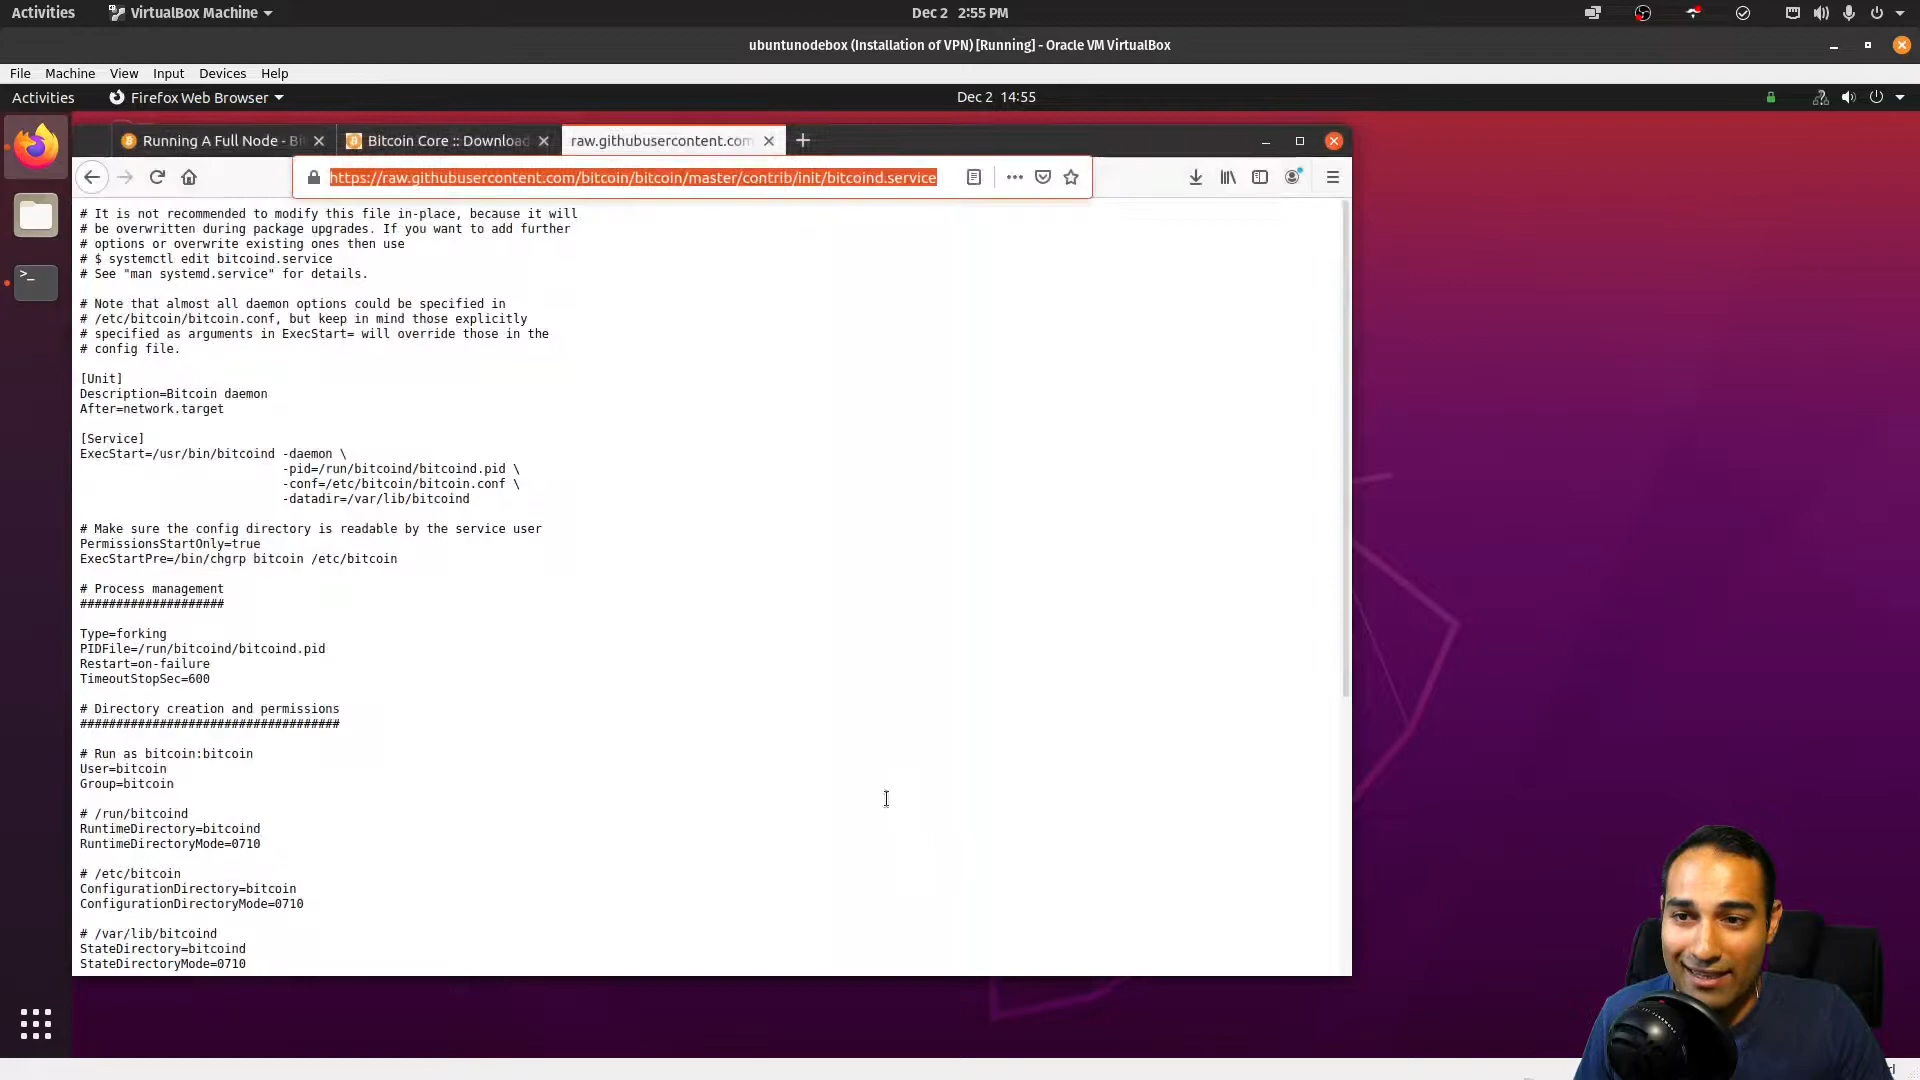 Activities
VirtualBox Machine
Dec 2 2:55 PM
ubuntunodebox (Installation of VPN) [Running] - Oracle VM VirtualBox
File Machine View Input Devices Help
Activities
Firefox Web Browser
Dec 2 14:55
Running A Full Node - Bi
Bitcoin Core :: Download
raw.githubusercontent.com
https://raw.githubusercontent.com/bitcoin/bitcoin/master/contrib/init/bitcoind.service
# It is not recommended to modify this file in-place, because it will
# be overwritten during package upgrades. If you want to add further
# options or overwrite existing ones then use
# $ systemctl edit bitcoind.service
# See "man systemd.service" for details.
# Note that almost all daemon options could be specified in
# /etc/bitcoin/bitcoin.conf, but keep in mind those explicitly
# specified as arguments in ExecStart= will override those in the
# config file.
[Unit]
Description=Bitcoin daemon
After=network.target
[Service]
ExecStart=/usr/bin/bitcoind -daemon \
-pid=/run/bitcoind/bitcoind.pid \
-conf=/etc/bitcoin/bitcoin.conf \
-datadir=/var/lib/bitcoind
# Make sure the config directory is readable by the service user
PermissionsStartOnly=true
ExecStartPre=/bin/chgrp bitcoin /etc/bitcoin
# Process management
####################
Type=forking
PIDFile=/run/bitcoind/bitcoind.pid
Restart=on-failure
TimeoutStopSec=600
# Directory creation and permissions
####################################
# Run as bitcoin:bitcoin
User=bitcoin
Group=bitcoin
# /run/bitcoind
RuntimeDirectory=bitcoind
RuntimeDirectoryMode=0710
# /etc/bitcoin
ConfigurationDirectory=bitcoin
ConfigurationDirectoryMode=0710
# /var/lib/bitcoind
StateDirectory=bitcoind
StateDirectoryMode=0710